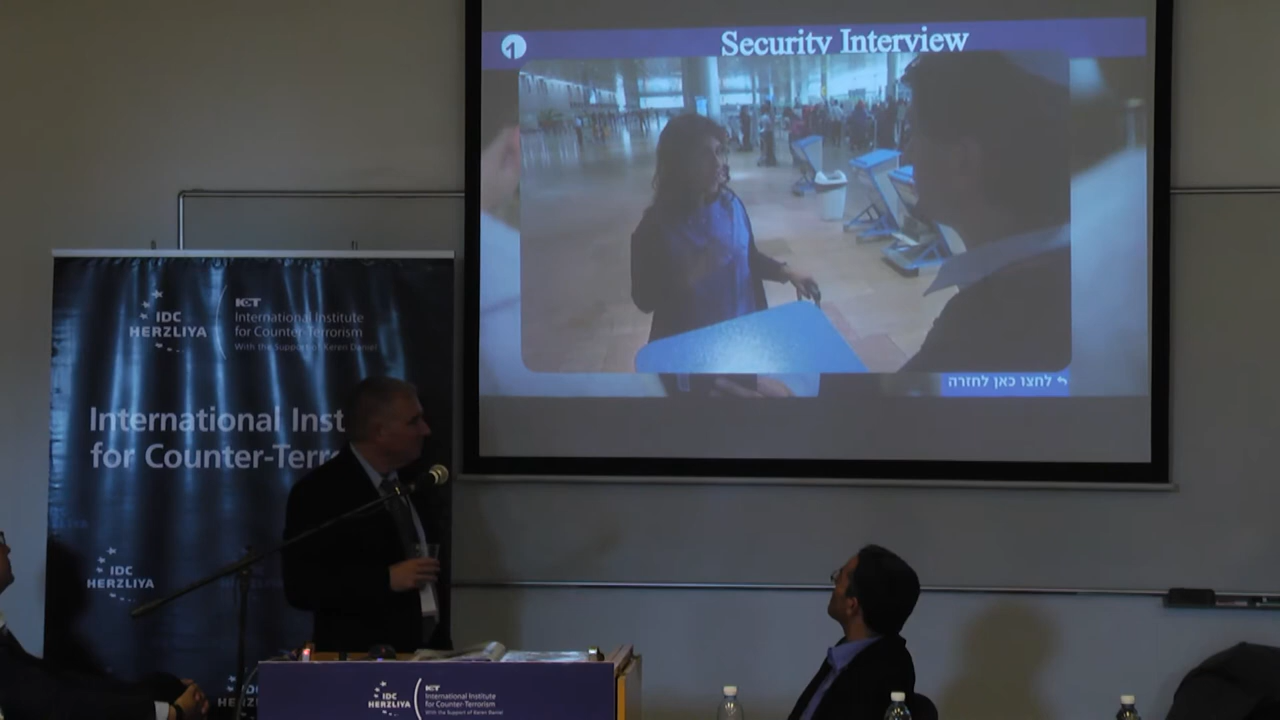 Security Interview
לחצו כאן לחזרה
IDC
HERZLIYA
ICT
International Institute
for Counter-Terrorism
With the Support of Keren Daniel
International Inst
for Counter-Terr
IDC
HERZLIYA
IDC
HERZLIYA
ICT
International Institute
for Counter-Terrorism
With the Support of Keren Daniel